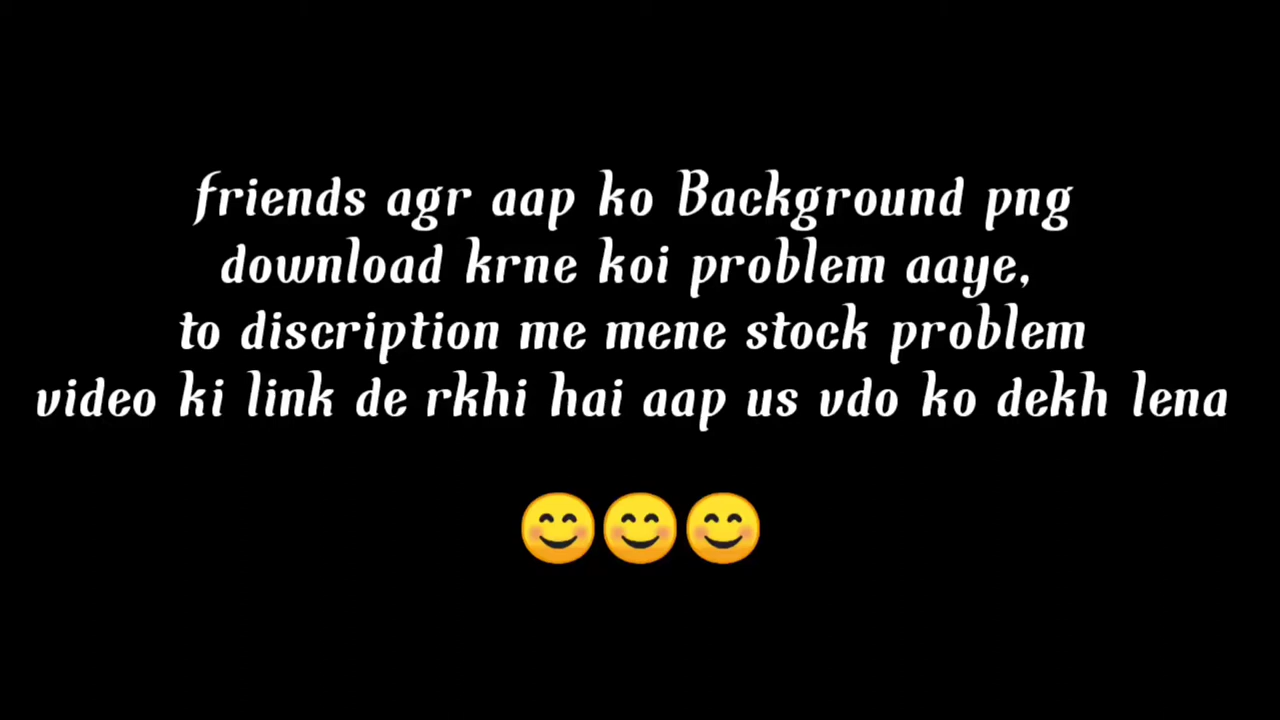 friends agr aap ko Background png
download krne koi problem aaye,
to discription me mene stock problem
video ki link de rkhi hai aap us vdo ko dekh lena
😊😊😊